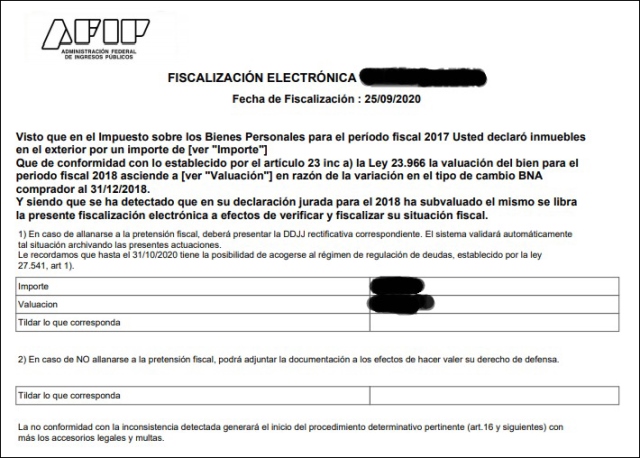 AFIP
ADMINISTRACIÓN FEDERAL
DE INGRESOS PÚBLICOS
FISCALIZACIÓN ELECTRÓNICA
Fecha de Fiscalización : 25/09/2020
Visto que en el Impuesto sobre los Bienes Personales para el período fiscal 2017 Usted declaró inmuebles
en el exterior por un importe de [ver "Importe"]
Que de conformidad con lo establecido por el artículo 23 inc a) la Ley 23.966 la valuación del bien para el
periodo fiscal 2018 asciende a [ver "Valuación"] en razón de la variación en el tipo de cambio BNA
comprador al 31/12/2018.
Y siendo que se ha detectado que en su declaración jurada para el 2018 ha subvaluado el mismo se libra
la presente fiscalización electrónica a efectos de verificar y fiscalizar su situación fiscal.
1) En caso de allanarse a la pretensión fiscal, deberá presentar la DDJJ rectificativa correspondiente. El sistema validará automáticamente
tal situación archivando las presentes actuaciones.
Le recordamos que hasta el 31/10/2020 tiene la posibilidad de acogerse al régimen de regulación de deudas, establecido por la ley
27.541, art 1).
Importe
Valuacion
Tildar lo que corresponda
2) En caso de NO allanarse a la pretensión fiscal, podrá adjuntar la documentación a los efectos de hacer valer su derecho de defensa.
Tildar lo que corresponda
La no conformidad con la inconsistencia detectada generará el inicio del procedimiento determinativo pertinente (art.16 y siguientes) con
más los accesorios legales y multas.